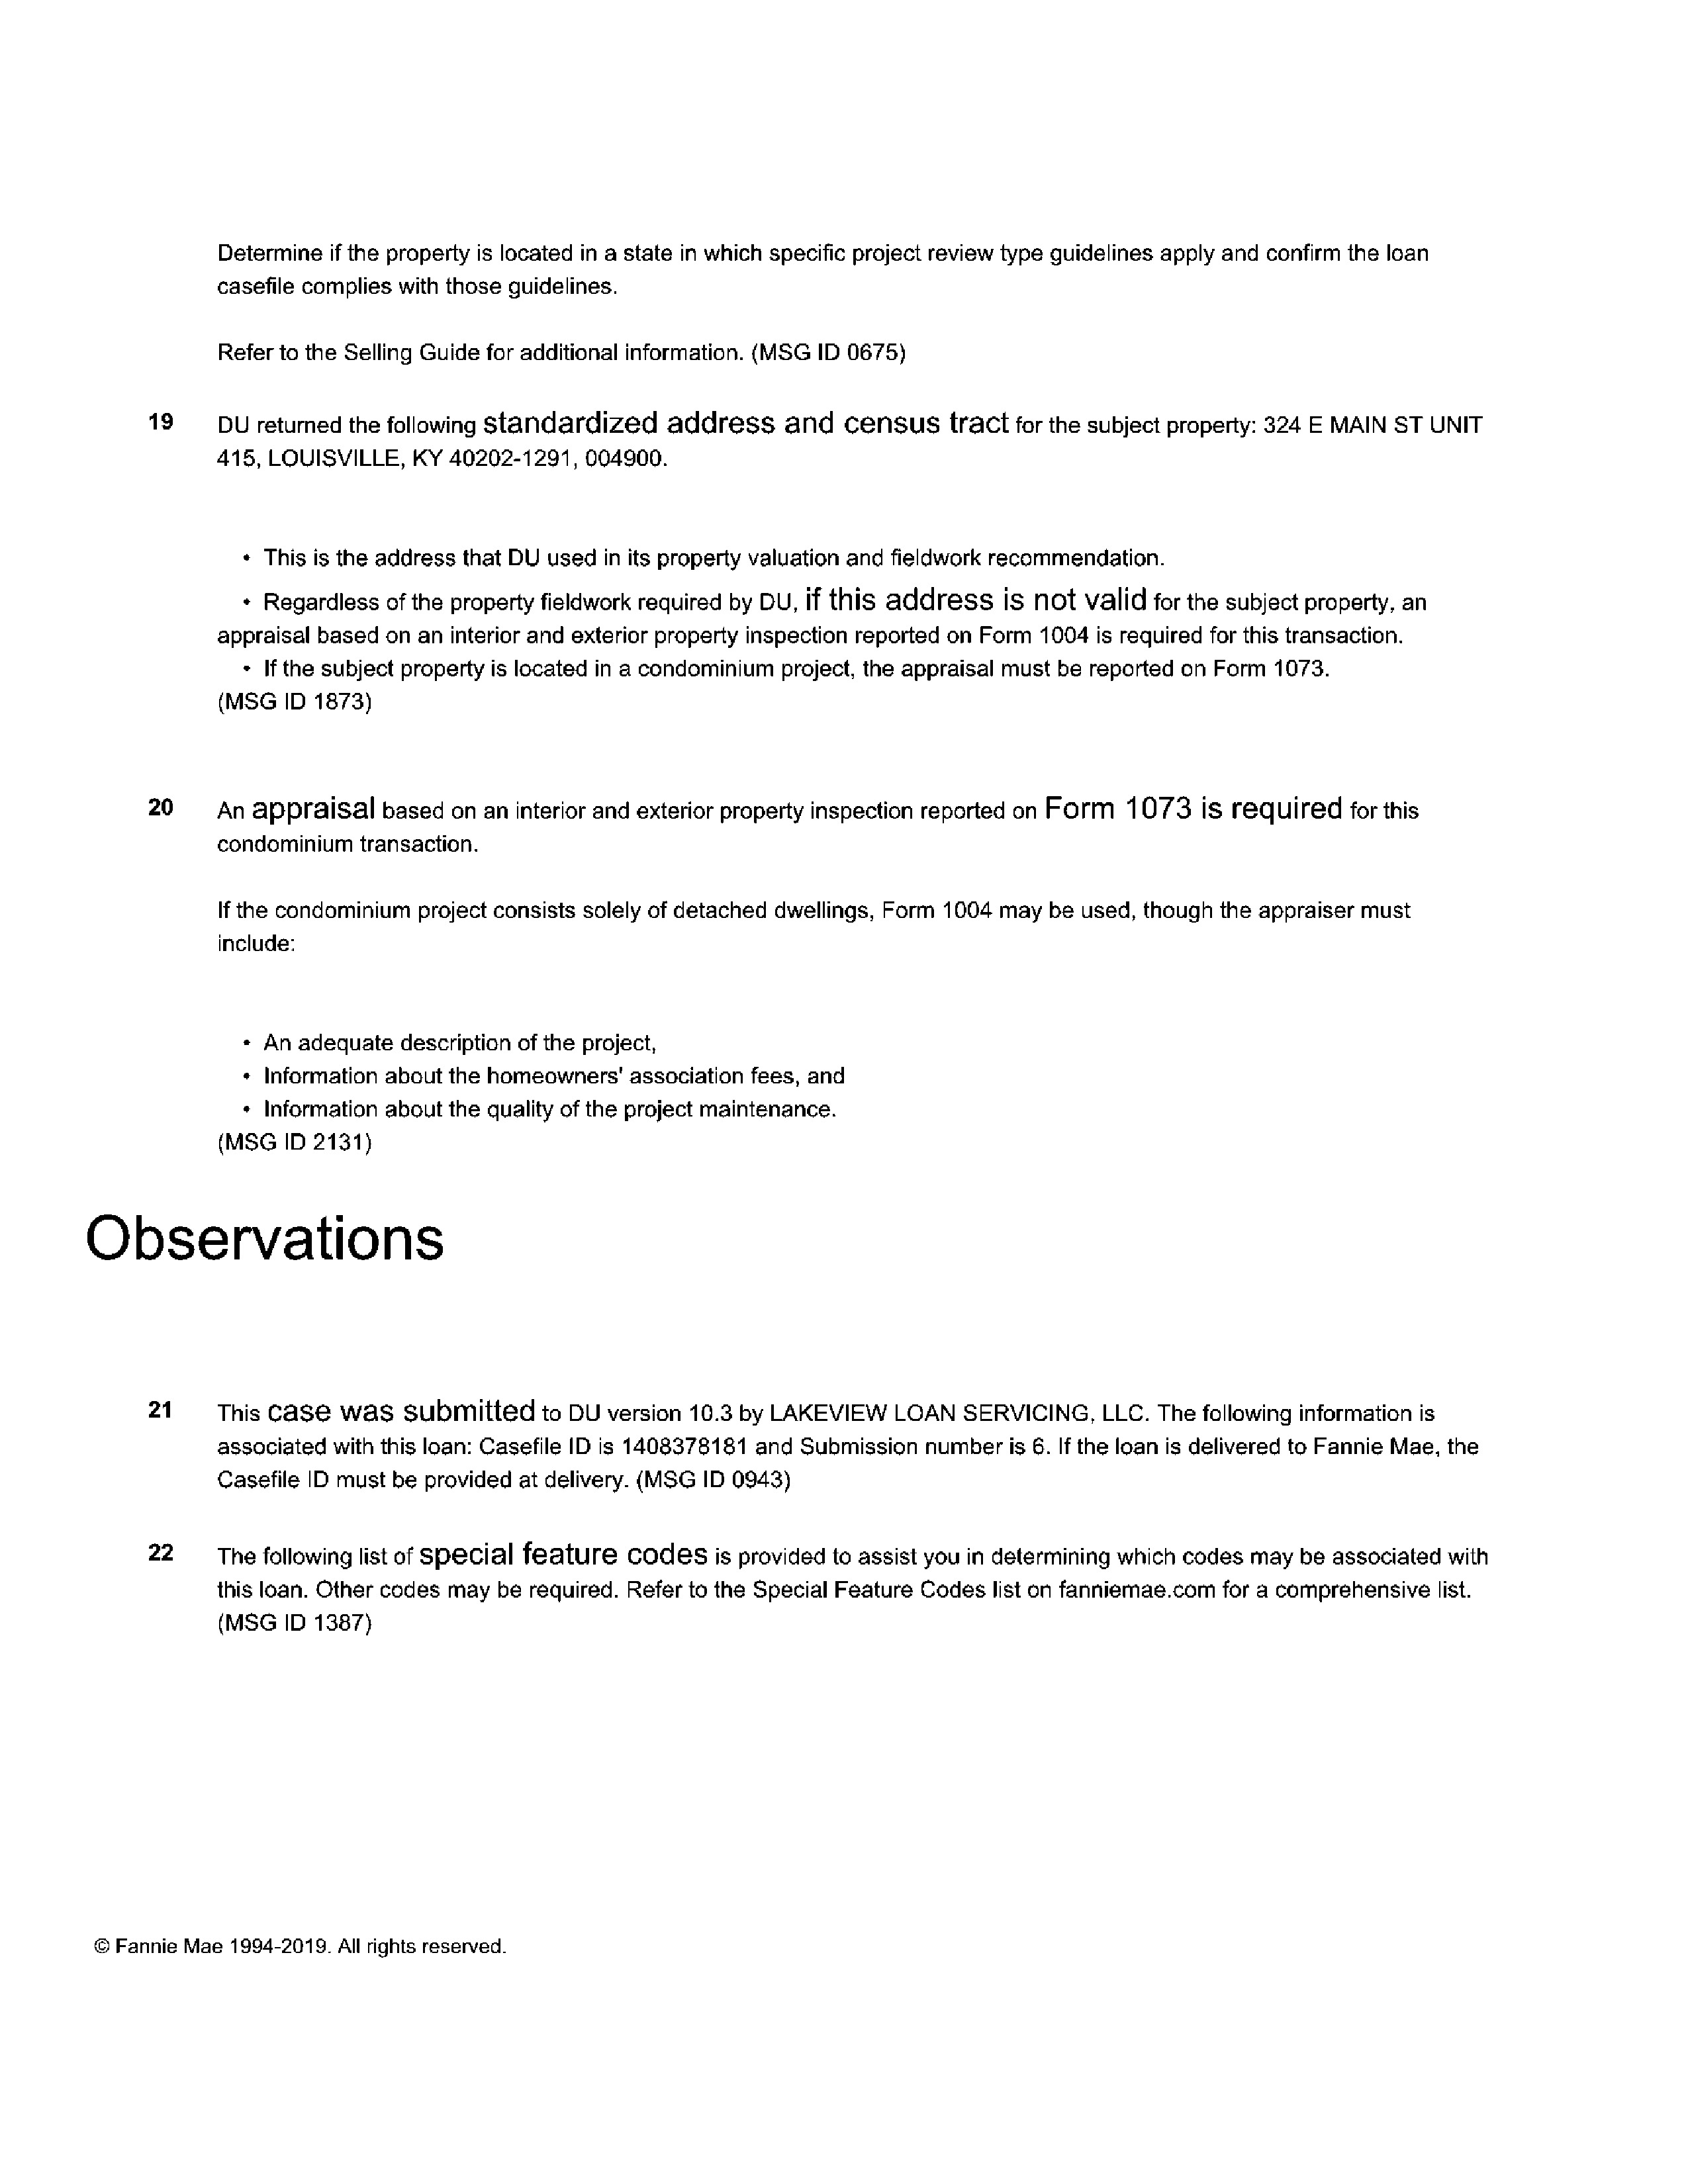 Determine if the property is located in a state in which specific project review type guidelines apply and confirm the loan
casefile complies with those guidelines.
Refer to the Selling Guide for additional information. (MSG ID 0675)
19 DU returned the following standardized address and census tract for the subject property: 324 E MAIN ST UNIT
415, LOUISVILLE, KY 40202-1291, 004900.
• This is the address that DU used in its property valuation and fieldwork recommendation.
• Regardless of the property fieldwork required by DU, if this address is not valid for the subject property, an
appraisal based on an interior and exterior property inspection reported on Form 1004 is required for this transaction.
• If the subject property is located in a condominium project, the appraisal must be reported on Form 1073.
(MSG ID 1873)
20 An appraisal based on an interior and exterior property inspection reported on Form 1073 is required for this
condominium transaction.
If the condominium project consists solely of detached dwellings, Form 1004 may be used, though the appraiser must
include:
• An adequate description of the project,
• Information about the homeowners' association fees, and
• Information about the quality of the project maintenance.
(MSG ID 2131)
Observations
21 This case was submitted to DU version 10.3 by LAKEVIEW LOAN SERVICING, LLC. The following information is
associated with this loan: Casefile ID is 1408378181 and Submission number is 6. If the loan is delivered to Fannie Mae, the
Casefile ID must be provided at delivery. (MSG ID 0943)
22 The following list of special feature codes is provided to assist you in determining which codes may be associated with
this loan. Other codes may be required. Refer to the Special Feature Codes list on fanniemae.com for a comprehensive list.
(MSG ID 1387)
© Fannie Mae 1994-2019. All rights reserved.